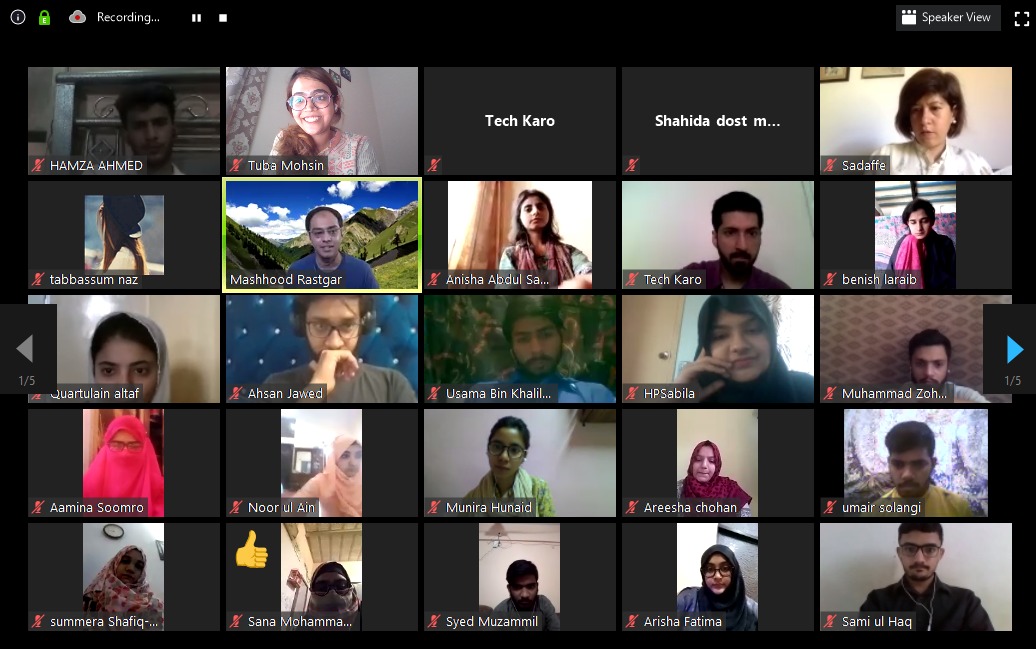 Recording...
Speaker View
HAMZA AHMED
Tuba Mohsin
Tech Karo
Shahida dost m...
Sadaffe
tabbassum naz
Mashhood Rastgar
Anisha Abdul Sa...
Tech Karo
benish laraib
1/5
Quartulain altaf
Ahsan Jawed
Usama Bin Khalil...
HPSabila
Muhammad Zoh...
1/5
Aamina Soomro
Noor ul Ain
Munira Hunaid
Areesha chohan
umair solangi
summera Shafiq-...
Sana Mohamma...
Syed Muzammil
Arisha Fatima
Sami ul Haq